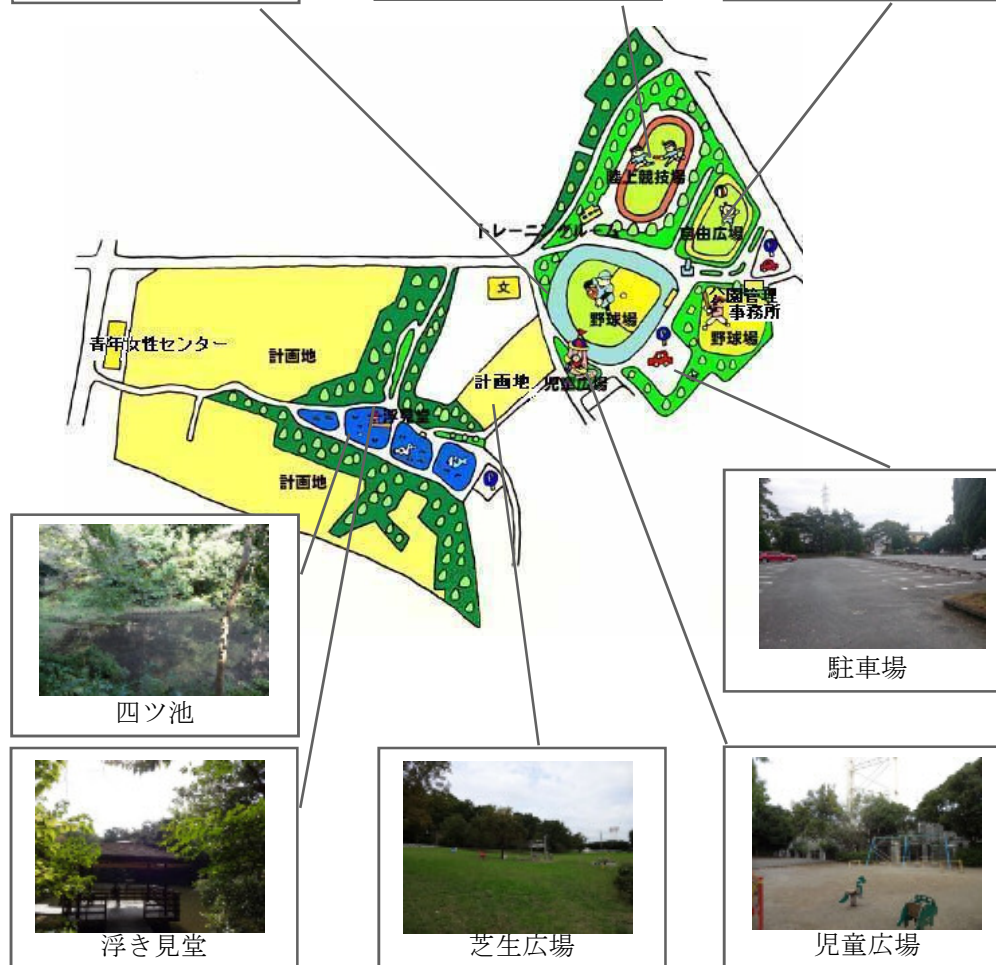 陸上競技場
トレーニングルーム
自由広場
文
公園管理
事務所
野球場
野球場
青年女性センター
計画地
計画地
児童広場
浮見堂
計画地
四ツ池
駐車場
浮き見堂
芝生広場
児童広場